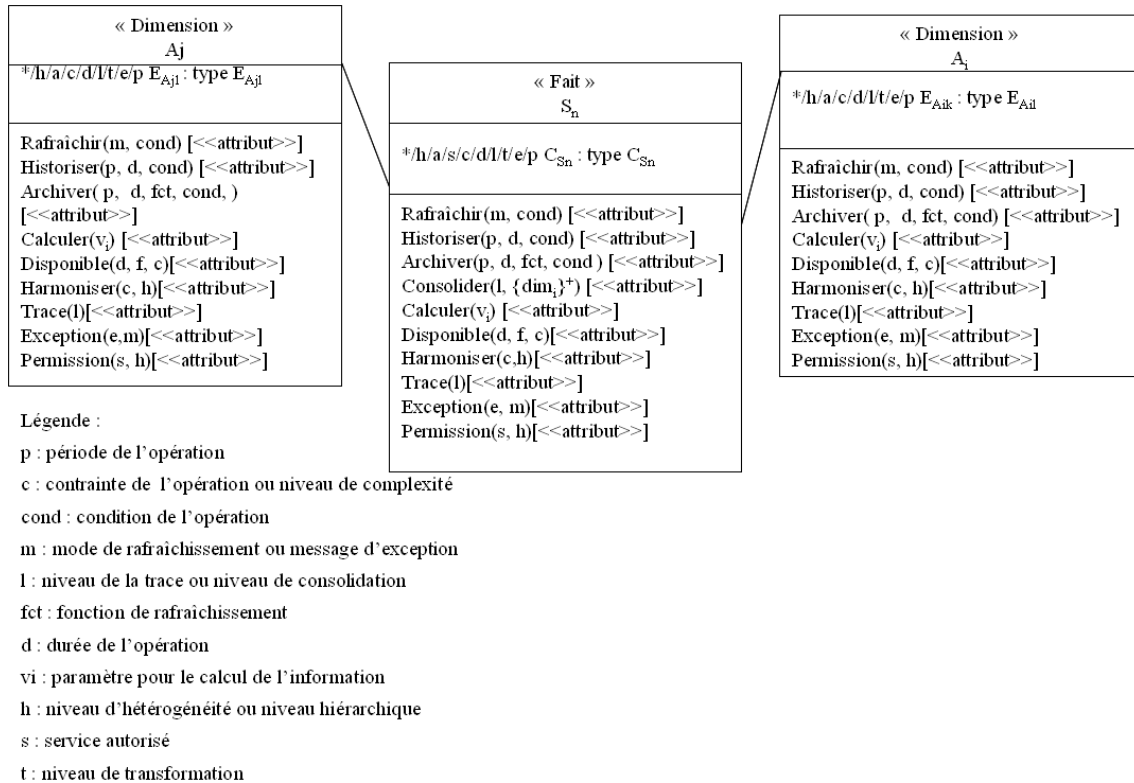 « Dimension »
Aj
*/h/a/c/d/l/t/e/p E_Ajl : type E_Ajl
Rafraîchir(m, cond) [<<attribut>>]
Historiser(p, d, cond) [<<attribut>>]
Archiver( p,  d, fct, cond, )
[<<attribut>>]
Calculer(v_i) [<<attribut>>]
Disponible(d, f, c)[<<attribut>>]
Harmoniser(c, h)[<<attribut>>]
Trace(l)[<<attribut>>]
Exception(e,m)[<<attribut>>]
Permission(s, h)[<<attribut>>]
« Fait »
S_n
*/h/a/s/c/d/l/t/e/p C_Sn : type C_Sn
Rafraîchir(m, cond) [<<attribut>>]
Historiser(p, d, cond) [<<attribut>>]
Archiver(p, d, fct, cond ) [<<attribut>>]
Consolider(l, {dim_i}^+) [<<attribut>>]
Calculer(v_i) [<<attribut>>]
Disponible(d, f, c)[<<attribut>>]
Harmoniser(c,h)[<<attribut>>]
Trace(l)[<<attribut>>]
Exception(e, m)[<<attribut>>]
Permission(s, h)[<<attribut>>]
« Dimension »
A_i
*/h/a/c/d/l/t/e/p E_Aik : type E_Ail
Rafraîchir(m, cond) [<<attribut>>]
Historiser(p, d, cond) [<<attribut>>]
Archiver( p,  d, fct, cond) [<<attribut>>]
Calculer(v_i) [<<attribut>>]
Disponible(d, f, c)[<<attribut>>]
Harmoniser(c, h)[<<attribut>>]
Trace(l)[<<attribut>>]
Exception(e, m)[<<attribut>>]
Permission(s, h)[<<attribut>>]
Légende :
p : période de l’opération
c : contrainte de  l’opération ou niveau de complexité
cond : condition de l’opération
m : mode de rafraîchissement ou message d’exception
l : niveau de la trace ou niveau de consolidation
fct : fonction de rafraîchissement
d : durée de l’opération
vi : paramètre pour le calcul de l’information
h : niveau d’hétérogénéité ou niveau hiérarchique
s : service autorisé
t : niveau de transformation